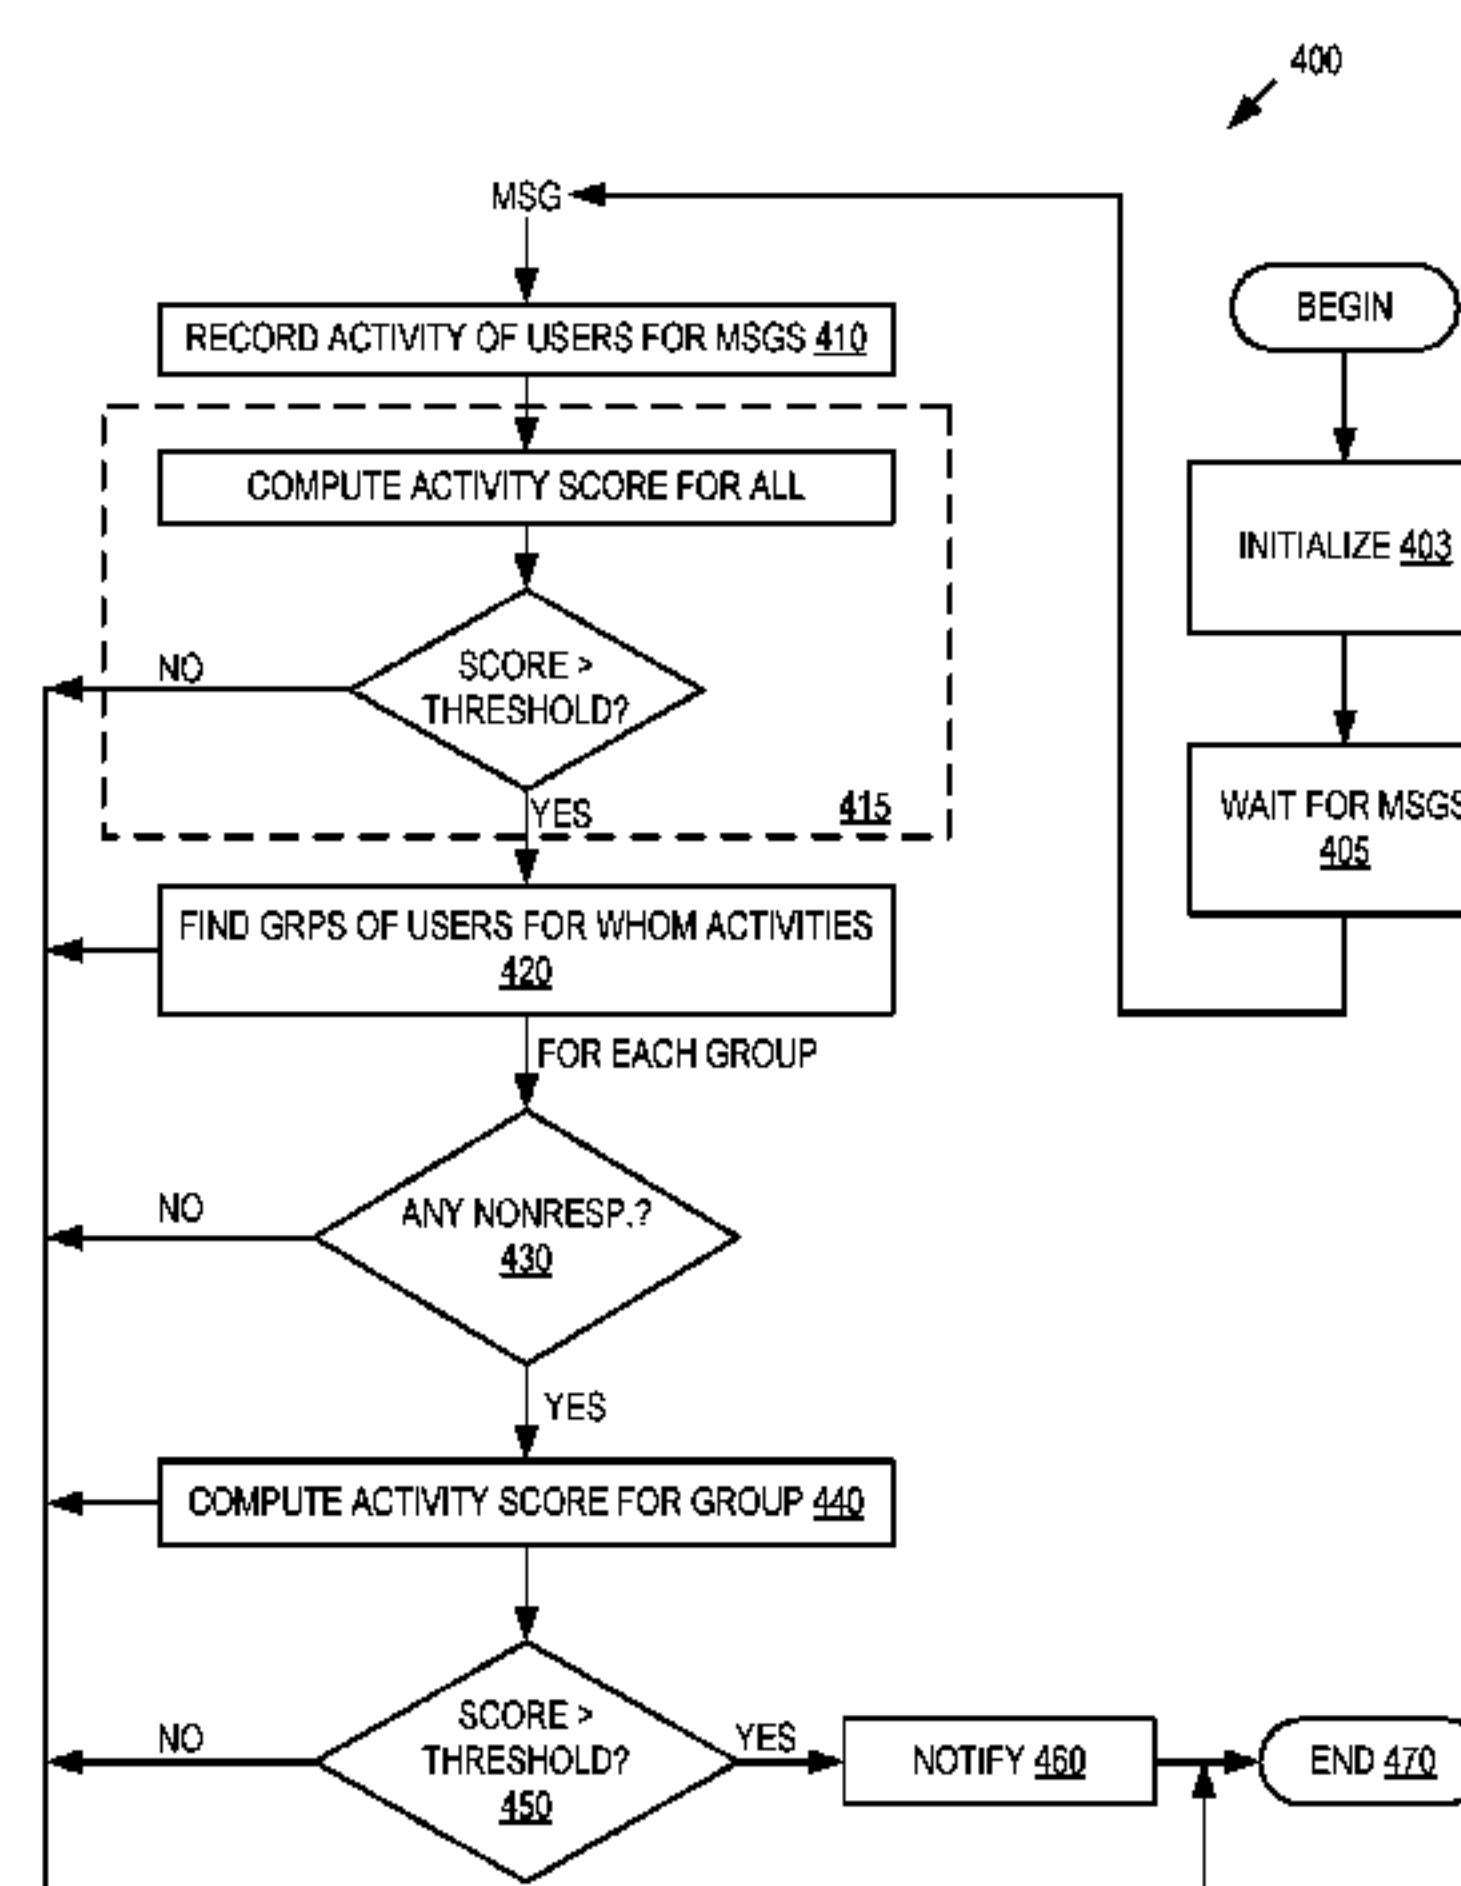 400
MSG
BEGIN
RECORD ACTIVITY OF USERS FOR MSGS 410
COMPUTE ACTIVITY SCORE FOR ALL
INITIALIZE 403
SCORE >
THRESHOLD?
NO
YES
415
WAIT FOR MSGS
405
FIND GRPS OF USERS FOR WHOM ACTIVITIES
420
FOR EACH GROUP
ANY NONRESP.?
430
NO
YES
COMPUTE ACTIVITY SCORE FOR GROUP 440
SCORE >
THRESHOLD?
450
NO
YES
NOTIFY 460
END 470